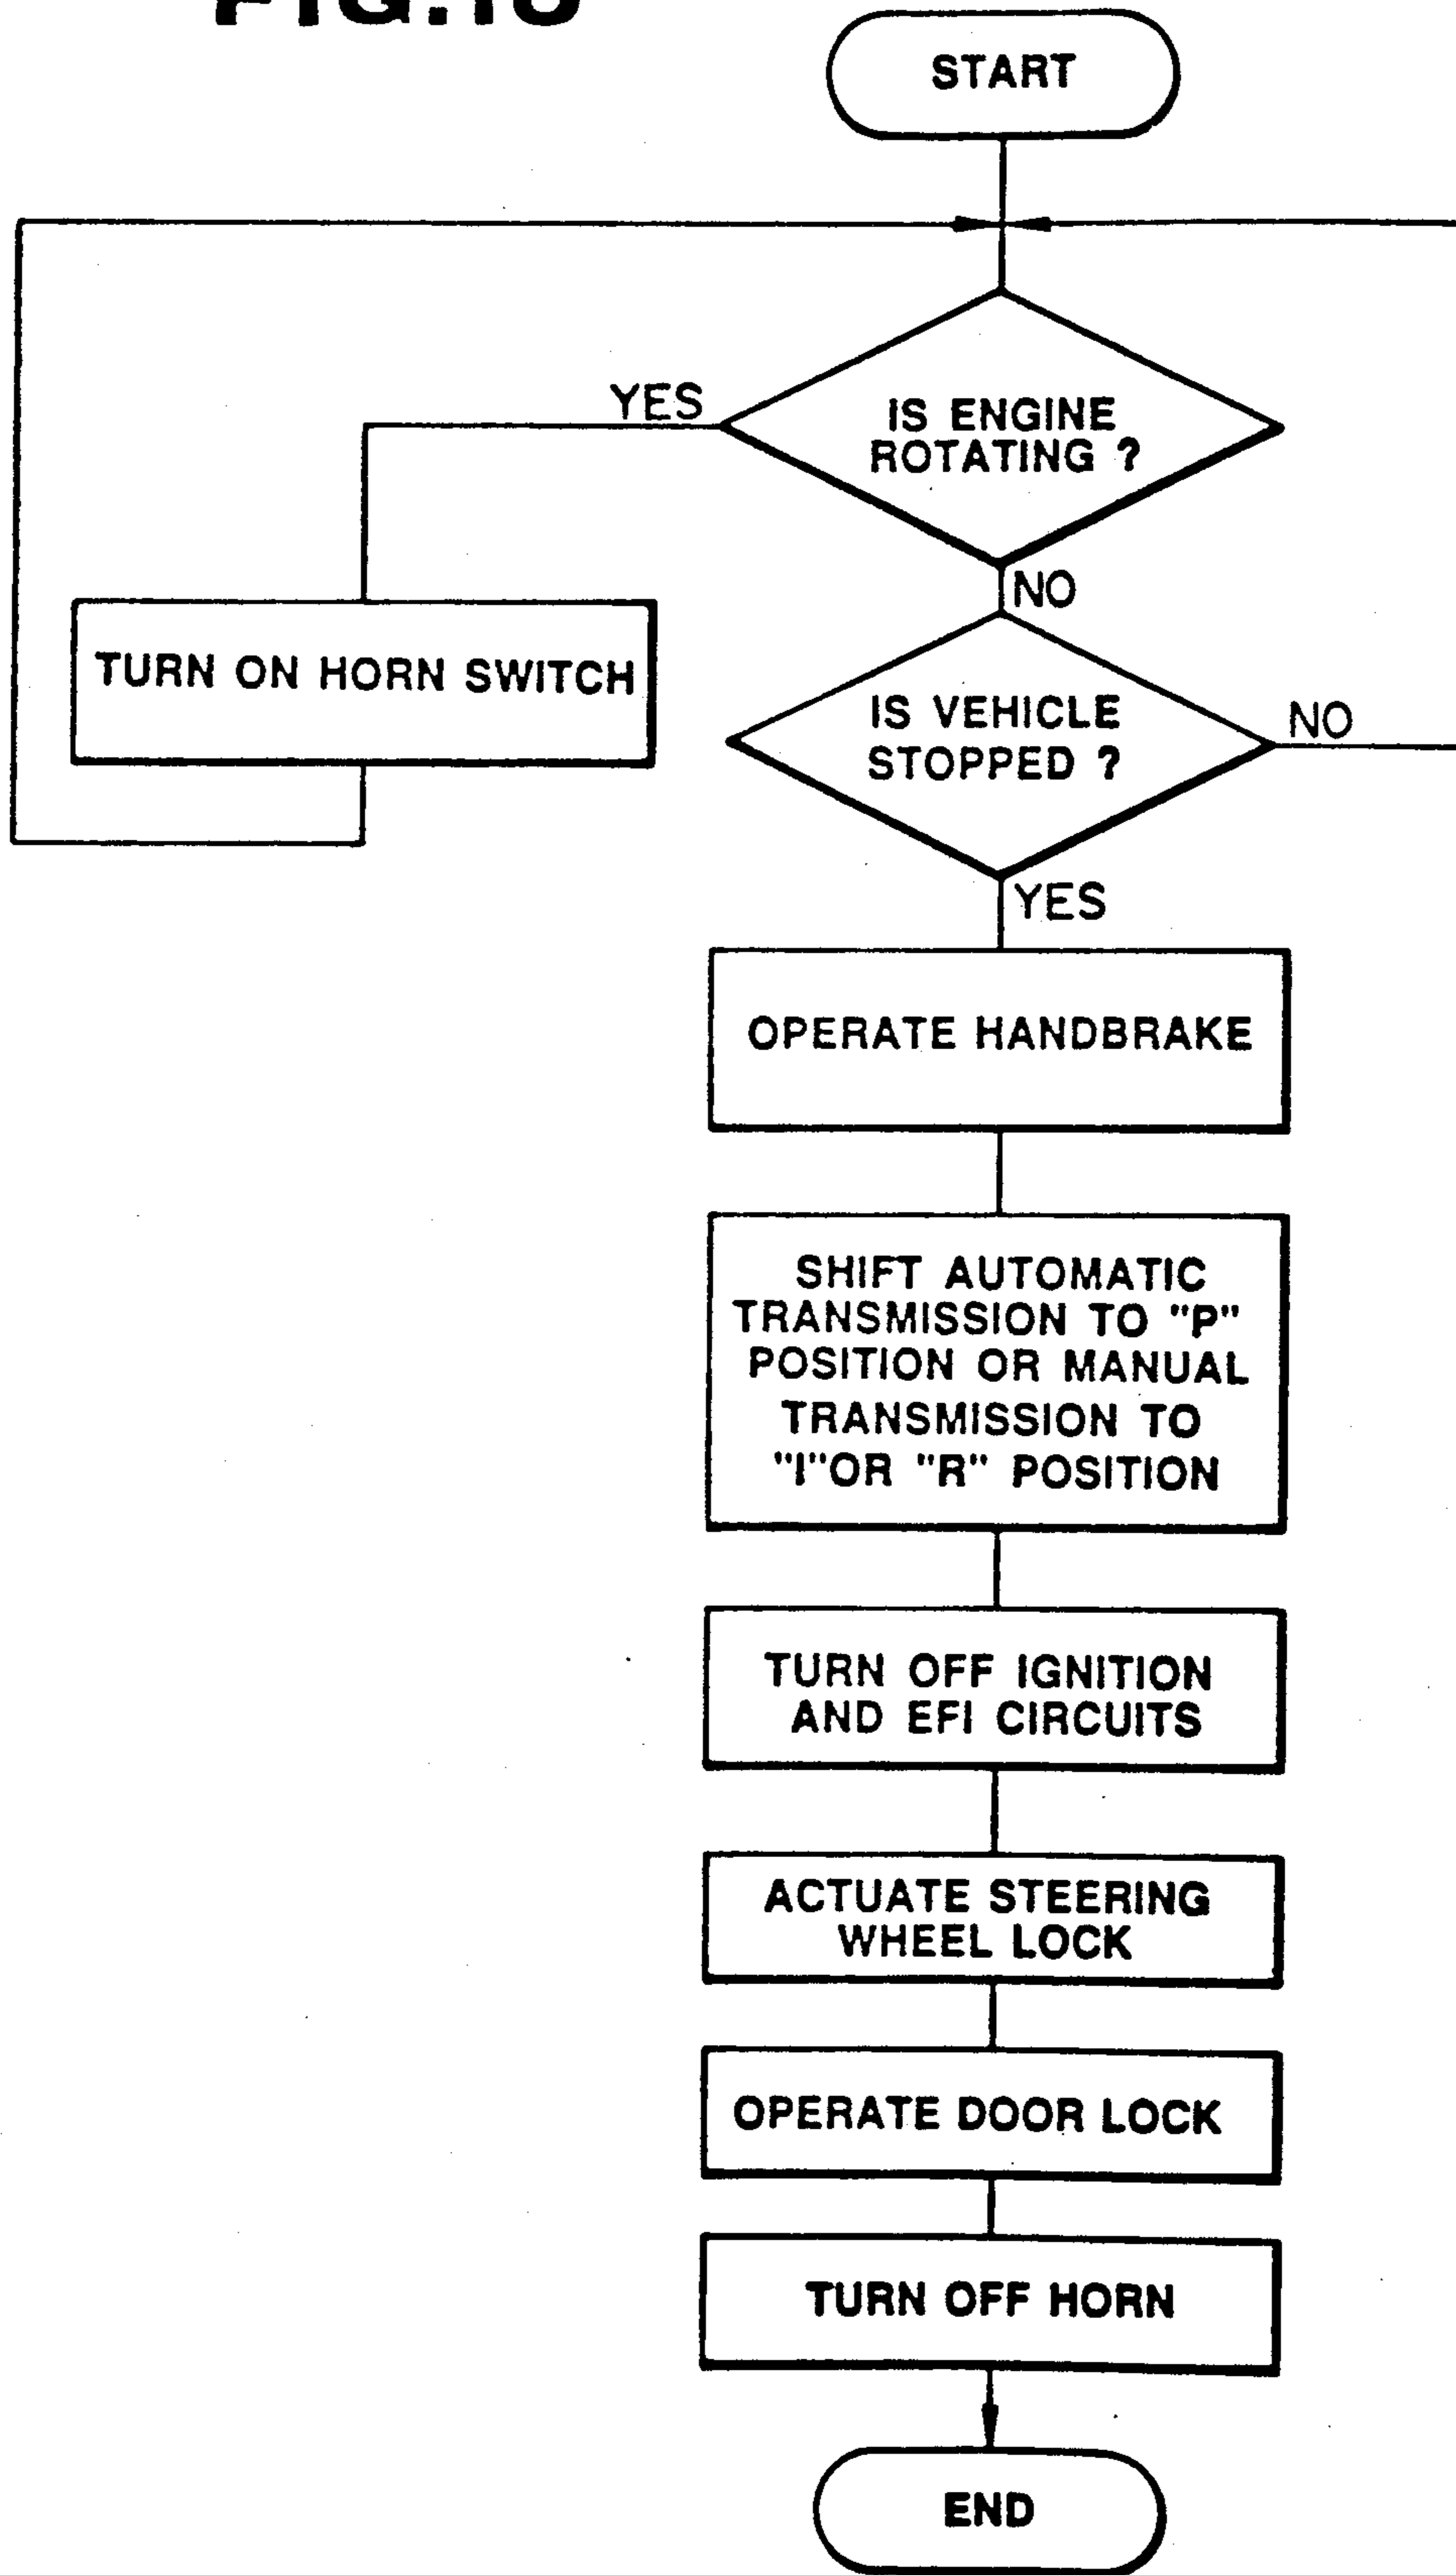 START
YES
IS ENGINE
ROTATING ?
NO
TURN ON HORN SWITCH
IS VEHICLE
STOPPED ?
NO
YES
OPERATE HANDBRAKE
SHIFT AUTOMATIC
TRANSMISSION TO "P"
POSITION OR MANUAL
TRANSMISSION TO
"I"OR "R" POSITION
TURN OFF IGNITION
AND EFI CIRCUITS
ACTUATE STEERING
WHEEL LOCK
OPERATE DOOR LOCK
TURN OFF HORN
END